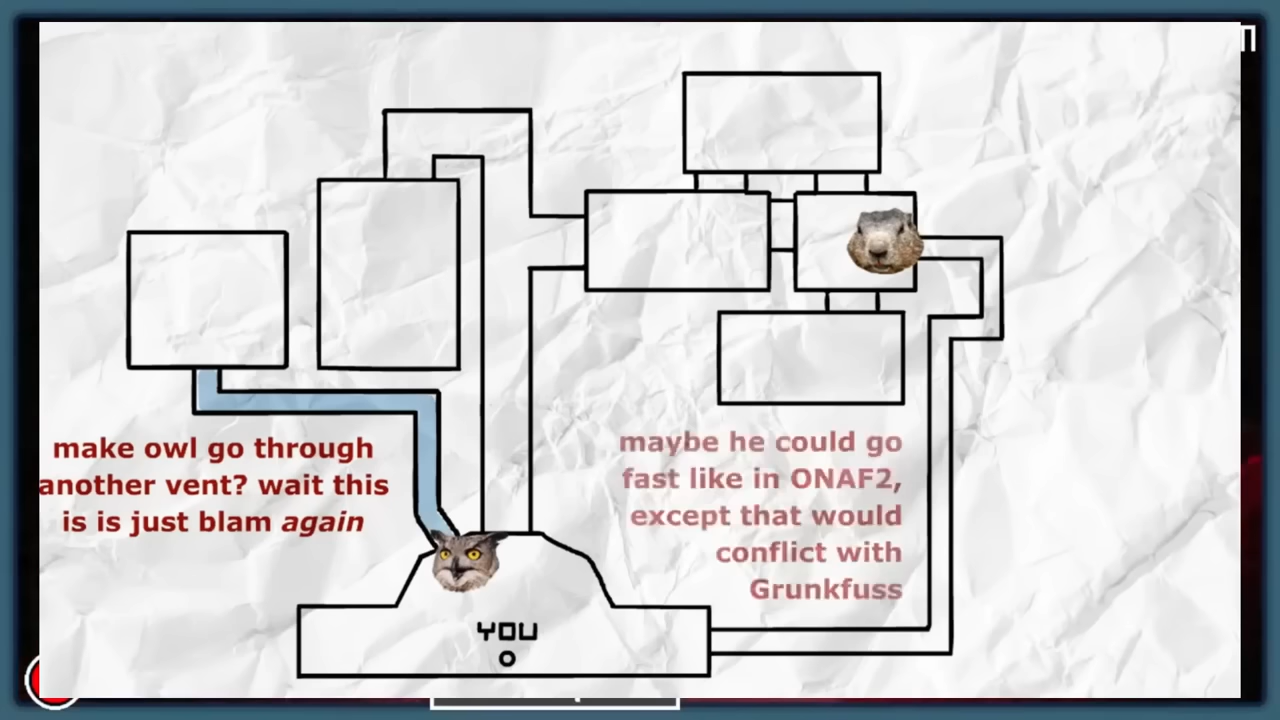 make owl go through
another vent? wait this
is is just blam again
maybe he could go
fast like in ONAF2,
except that would
conflict with
Grunkfuss
YOU